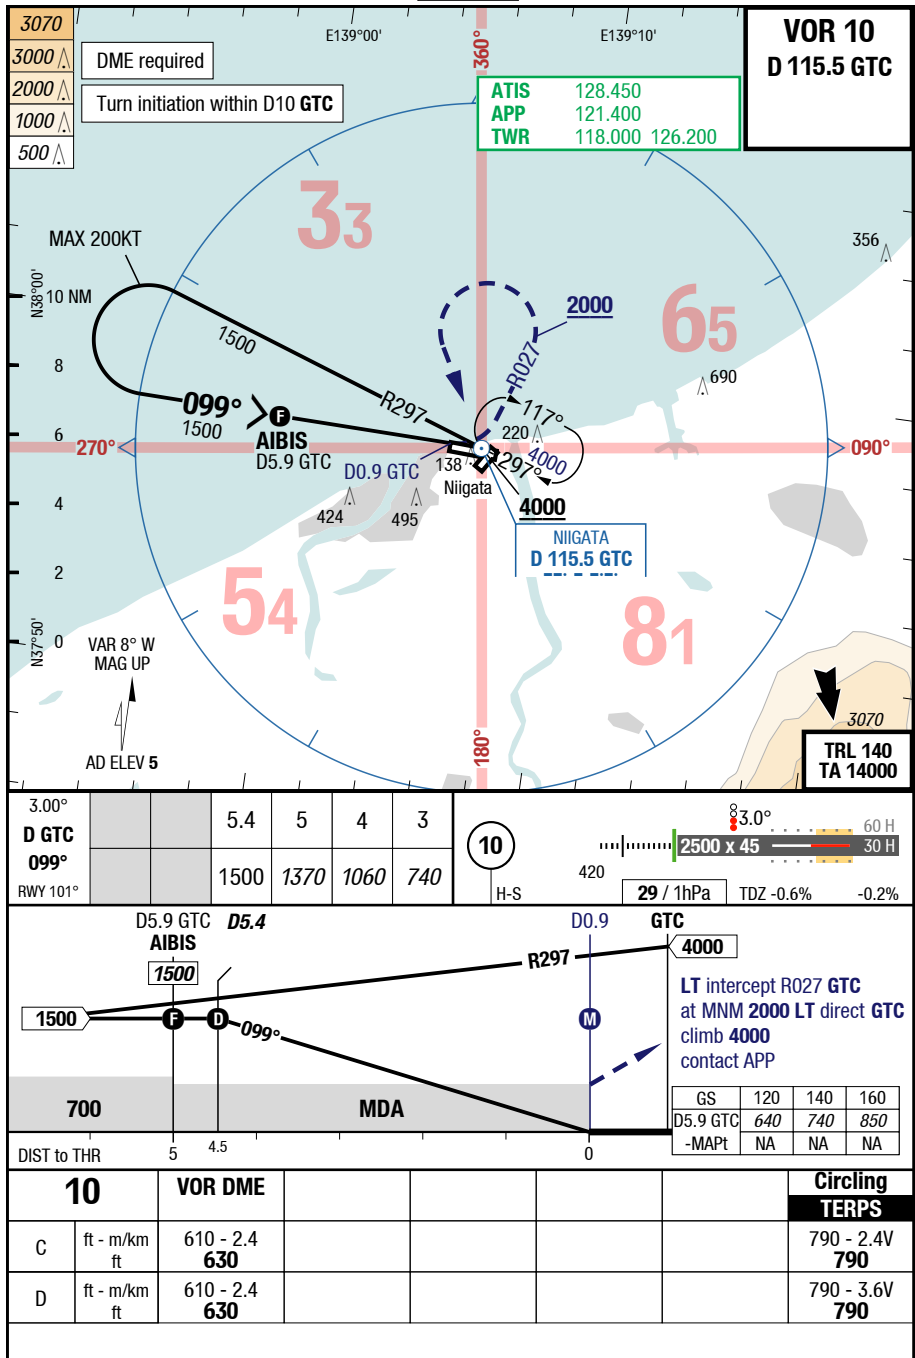 3070
3000
2000
1000
500
DME required
Turn initiation within D10 GTC
E139°00'
E139°10'
360°
VOR 10
D 115.5 GTC
ATIS 128.450
APP 121.400
TWR 118.000 126.200
33
65
54
81
MAX 200KT
356
N38°00'
10 NM
8
6
4
2
0
N37°50'
2000
1500
R027
R297
690
099°
1500
F
AIBIS
D5.9 GTC
117°
220
4000
297°
270°
090°
D0.9 GTC
138
Niigata
424
495
4000
NIIGATA
D 115.5 GTC
VAR 8° W
MAG UP
AD ELEV 5
180°
3070
TRL 140
TA 14000
3.00°
D GTC
099°
RWY 101°
5.4 5 4 3
1500 1370 1060 740
10
H-S
420
3.0°
2500 x 45
60 H
30 H
29 / 1hPa
TDZ -0.6%
-0.2%
D5.9 GTC D5.4
AIBIS
1500
D0.9
GTC
R297
4000
1500
F
D
099°
M
LT intercept R027 GTC
at MNM 2000 LT direct GTC
climb 4000
contact APP
700
MDA
GS 120 140 160
D5.9 GTC 640 740 850
-MAPt NA NA NA
DIST to THR
5
4.5
0
10 VOR DME Circling
TERPS
C ft - m/km 610 - 2.4 790 - 2.4V
ft 630 790
D ft - m/km 610 - 2.4 790 - 3.6V
ft 630 790